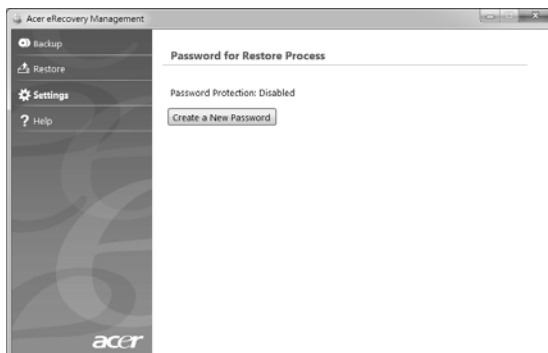 Acer eRecovery Management
Backup
Restore
Settings
? Help
Password for Restore Process
Password Protection: Disabled
Create a New Password
acer